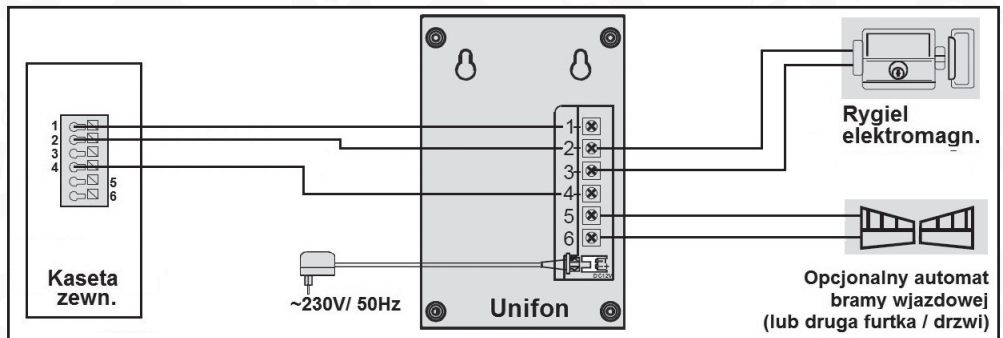 1
2
3
4
5
6
Kaseta
zewn.
~230V/ 50Hz
1
2
3
4
5
6
DC12V
Unifon
Rygiel
elektromagn.
Opcjonalny automat
bramy wjazdowej
(lub druga furtka / drzwi)